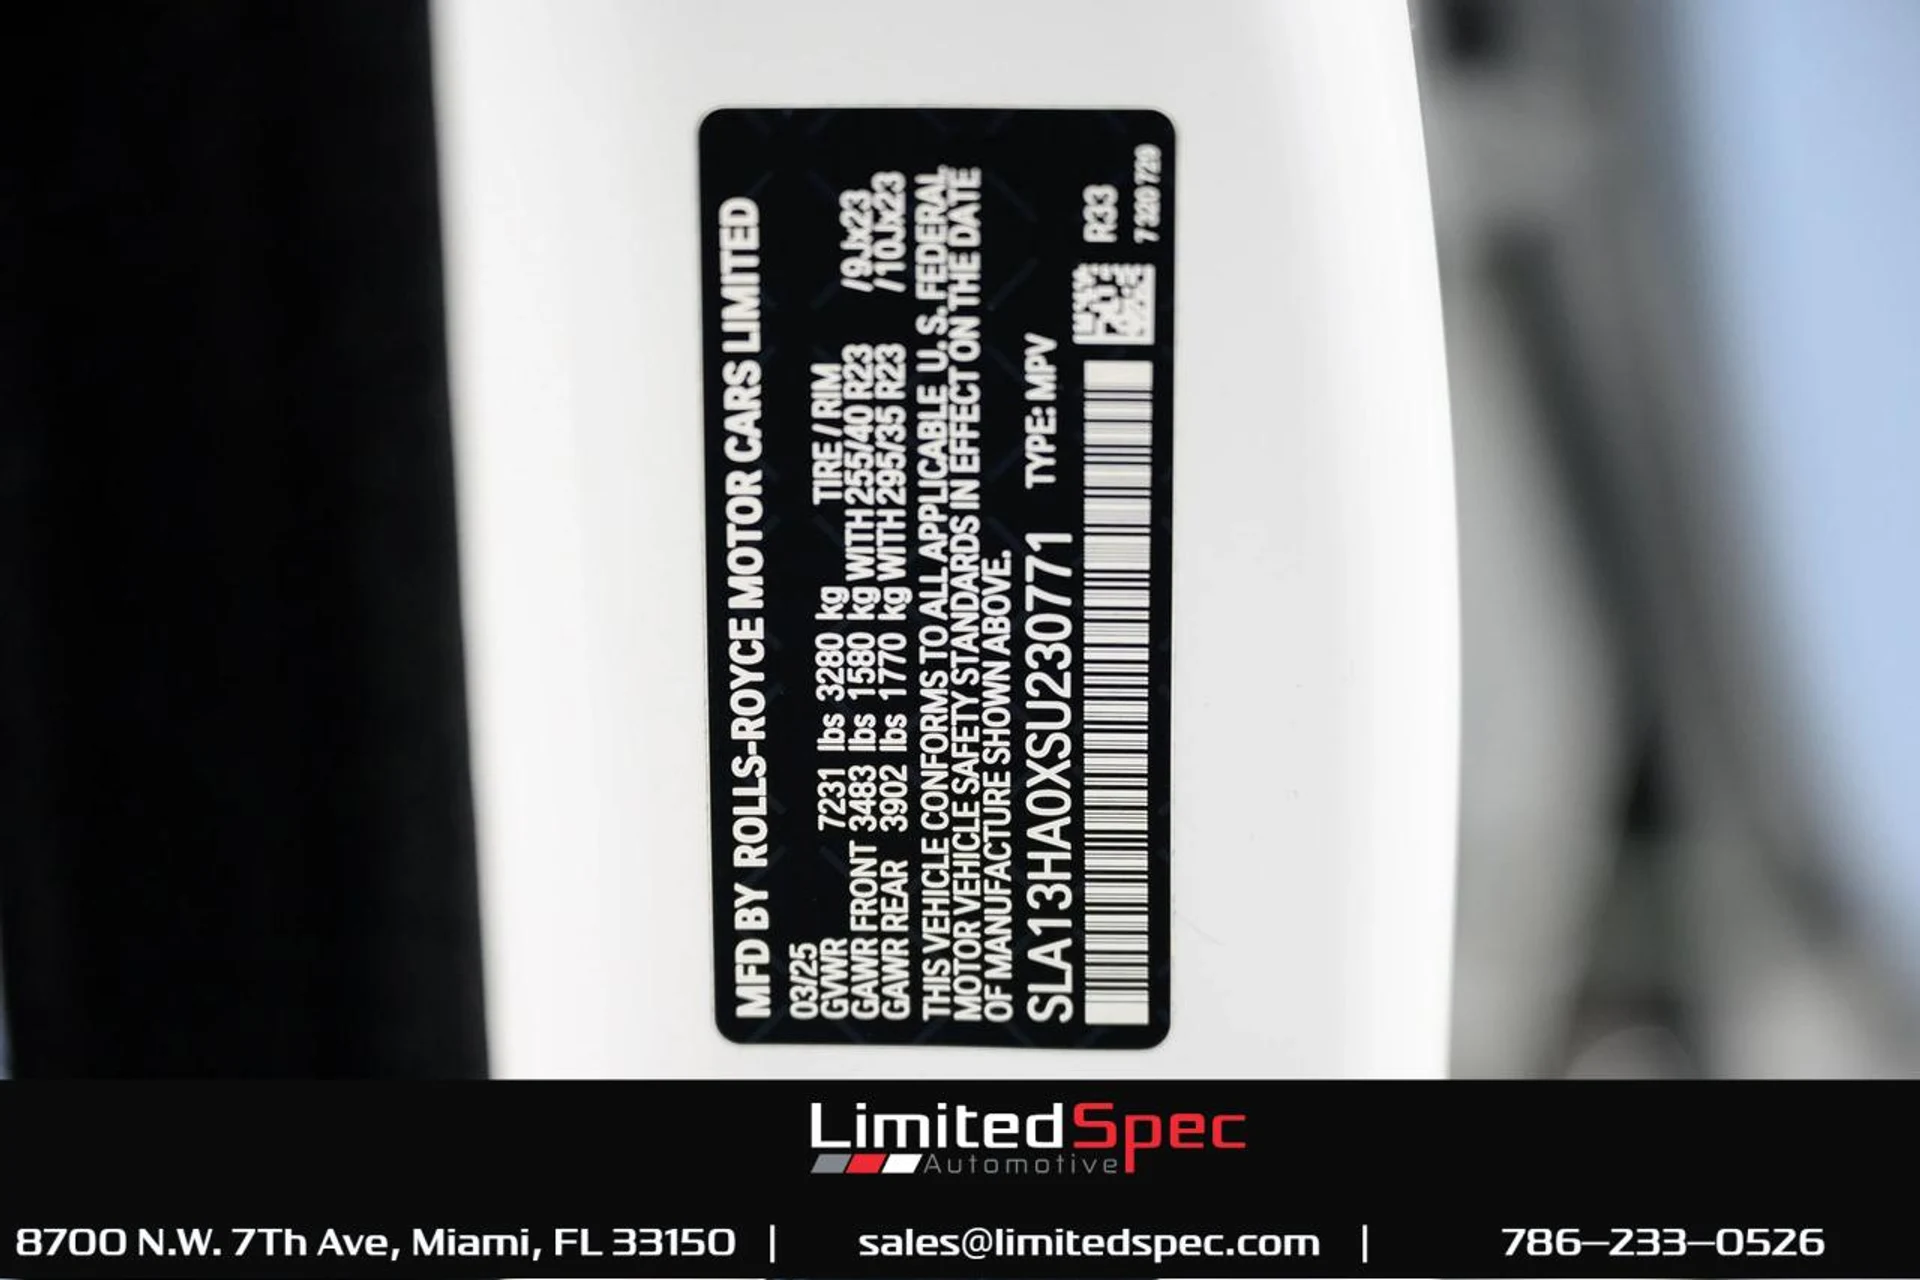 MFD BY ROLLS-ROYCE MOTOR CARS LIMITED
03/25
GVWR 7231 lbs 3280 kg TIRE / RIM
GAWR FRONT 3483 lbs 1580 kg WITH 255/40 R23 /9Jx23
GAWR REAR 3902 lbs 1770 kg WITH 295/35 R23 /10Jx23
THIS VEHICLE CONFORMS TO ALL APPLICABLE U. S. FEDERAL
MOTOR VEHICLE SAFETY STANDARDS IN EFFECT ON THE DATE
OF MANUFACTURE SHOWN ABOVE.
SLA13HA0XSU230771 TYPE: MPV
R33
7 320 729
LimitedSpec
Automotive
8700 N.W. 7Th Ave, Miami, FL 33150 | sales@limitedspec.com | 786-233-0526